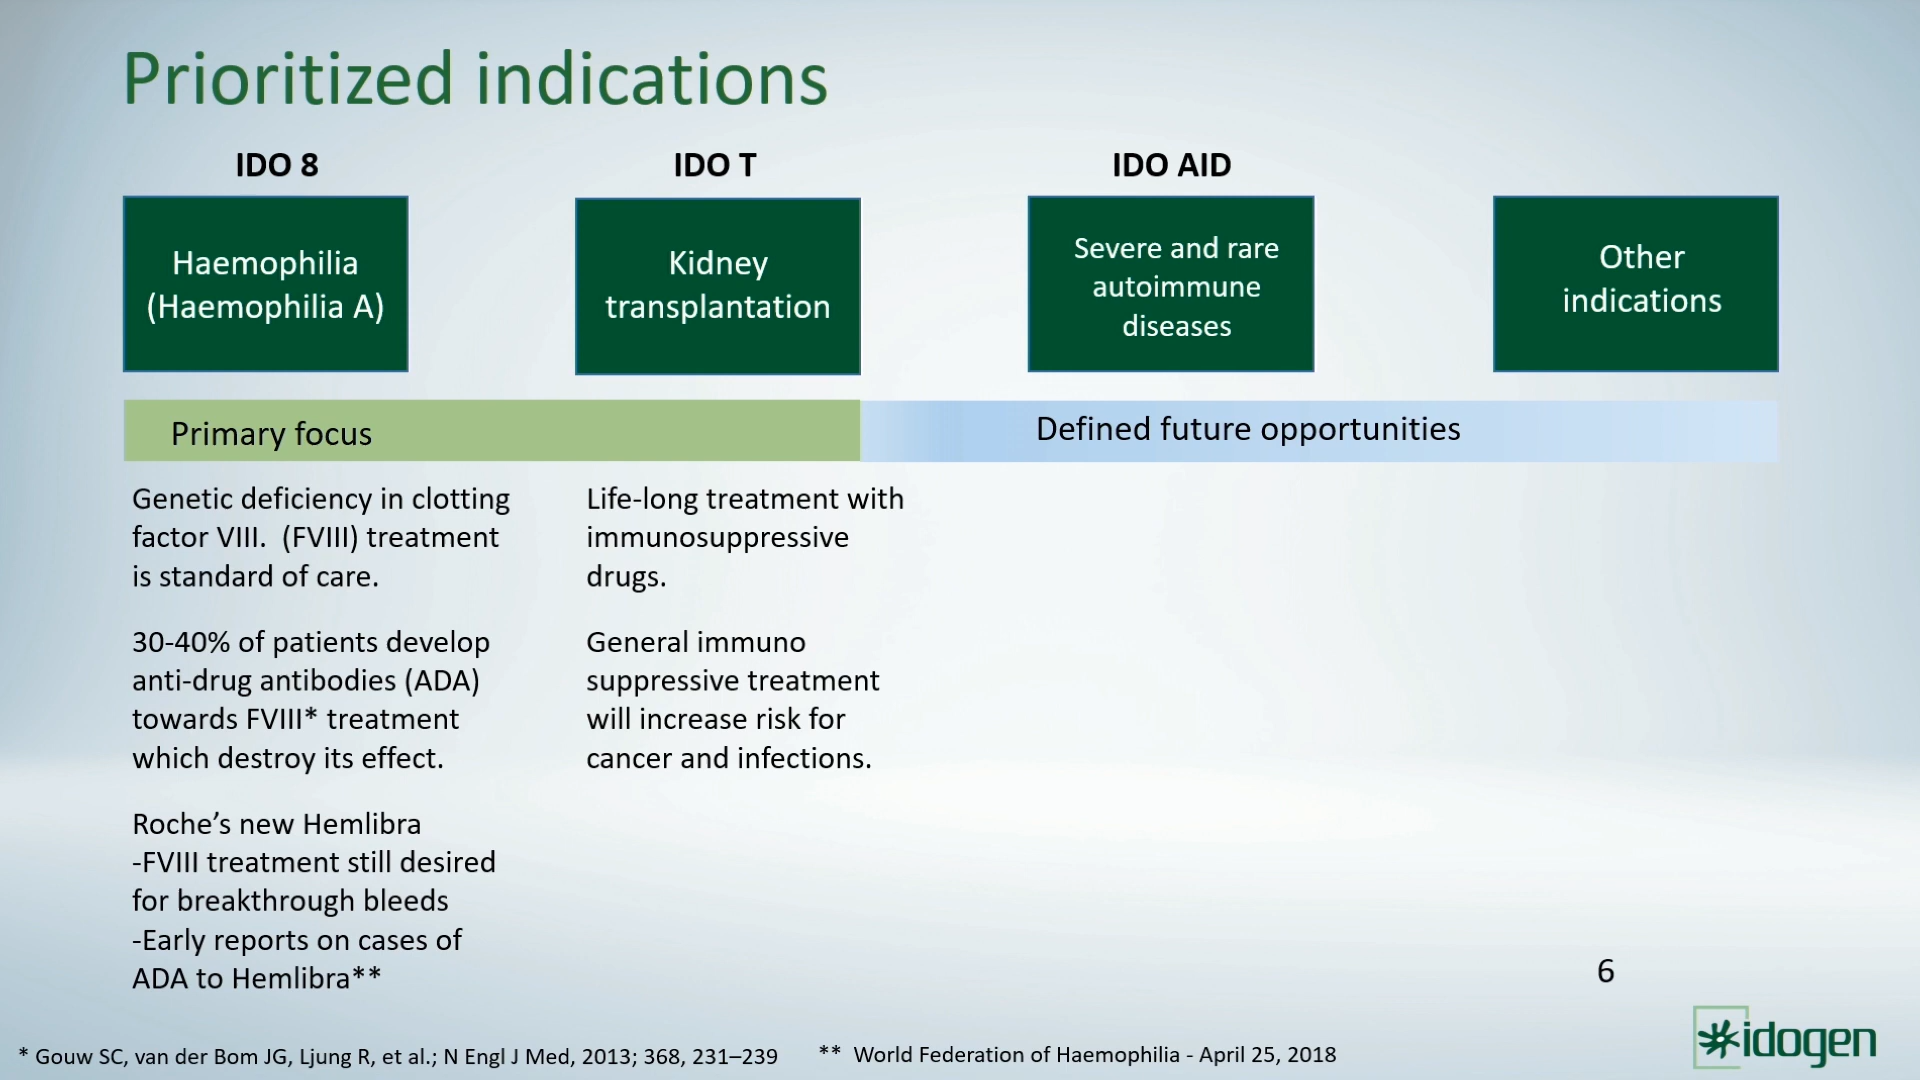 Prioritized indications
IDO 8
IDO T
IDO AID
Haemophilia
(Haemophilia A)
Kidney
transplantation
Severe and rare
autoimmune
diseases
Other
indications
Primary focus
Defined future opportunities
Genetic deficiency in clotting
factor VIII.  (FVIII) treatment
is standard of care.
30-40% of patients develop
anti-drug antibodies (ADA)
towards FVIII* treatment
which destroy its effect.
Roche’s new Hemlibra
-FVIII treatment still desired
for breakthrough bleeds
-Early reports on cases of
ADA to Hemlibra**
Life-long treatment with
immunosuppressive
drugs.
General immuno
suppressive treatment
will increase risk for
cancer and infections.
6
* Gouw SC, van der Bom JG, Ljung R, et al.; N Engl J Med, 2013; 368, 231–239
** World Federation of Haemophilia - April 25, 2018
idogen